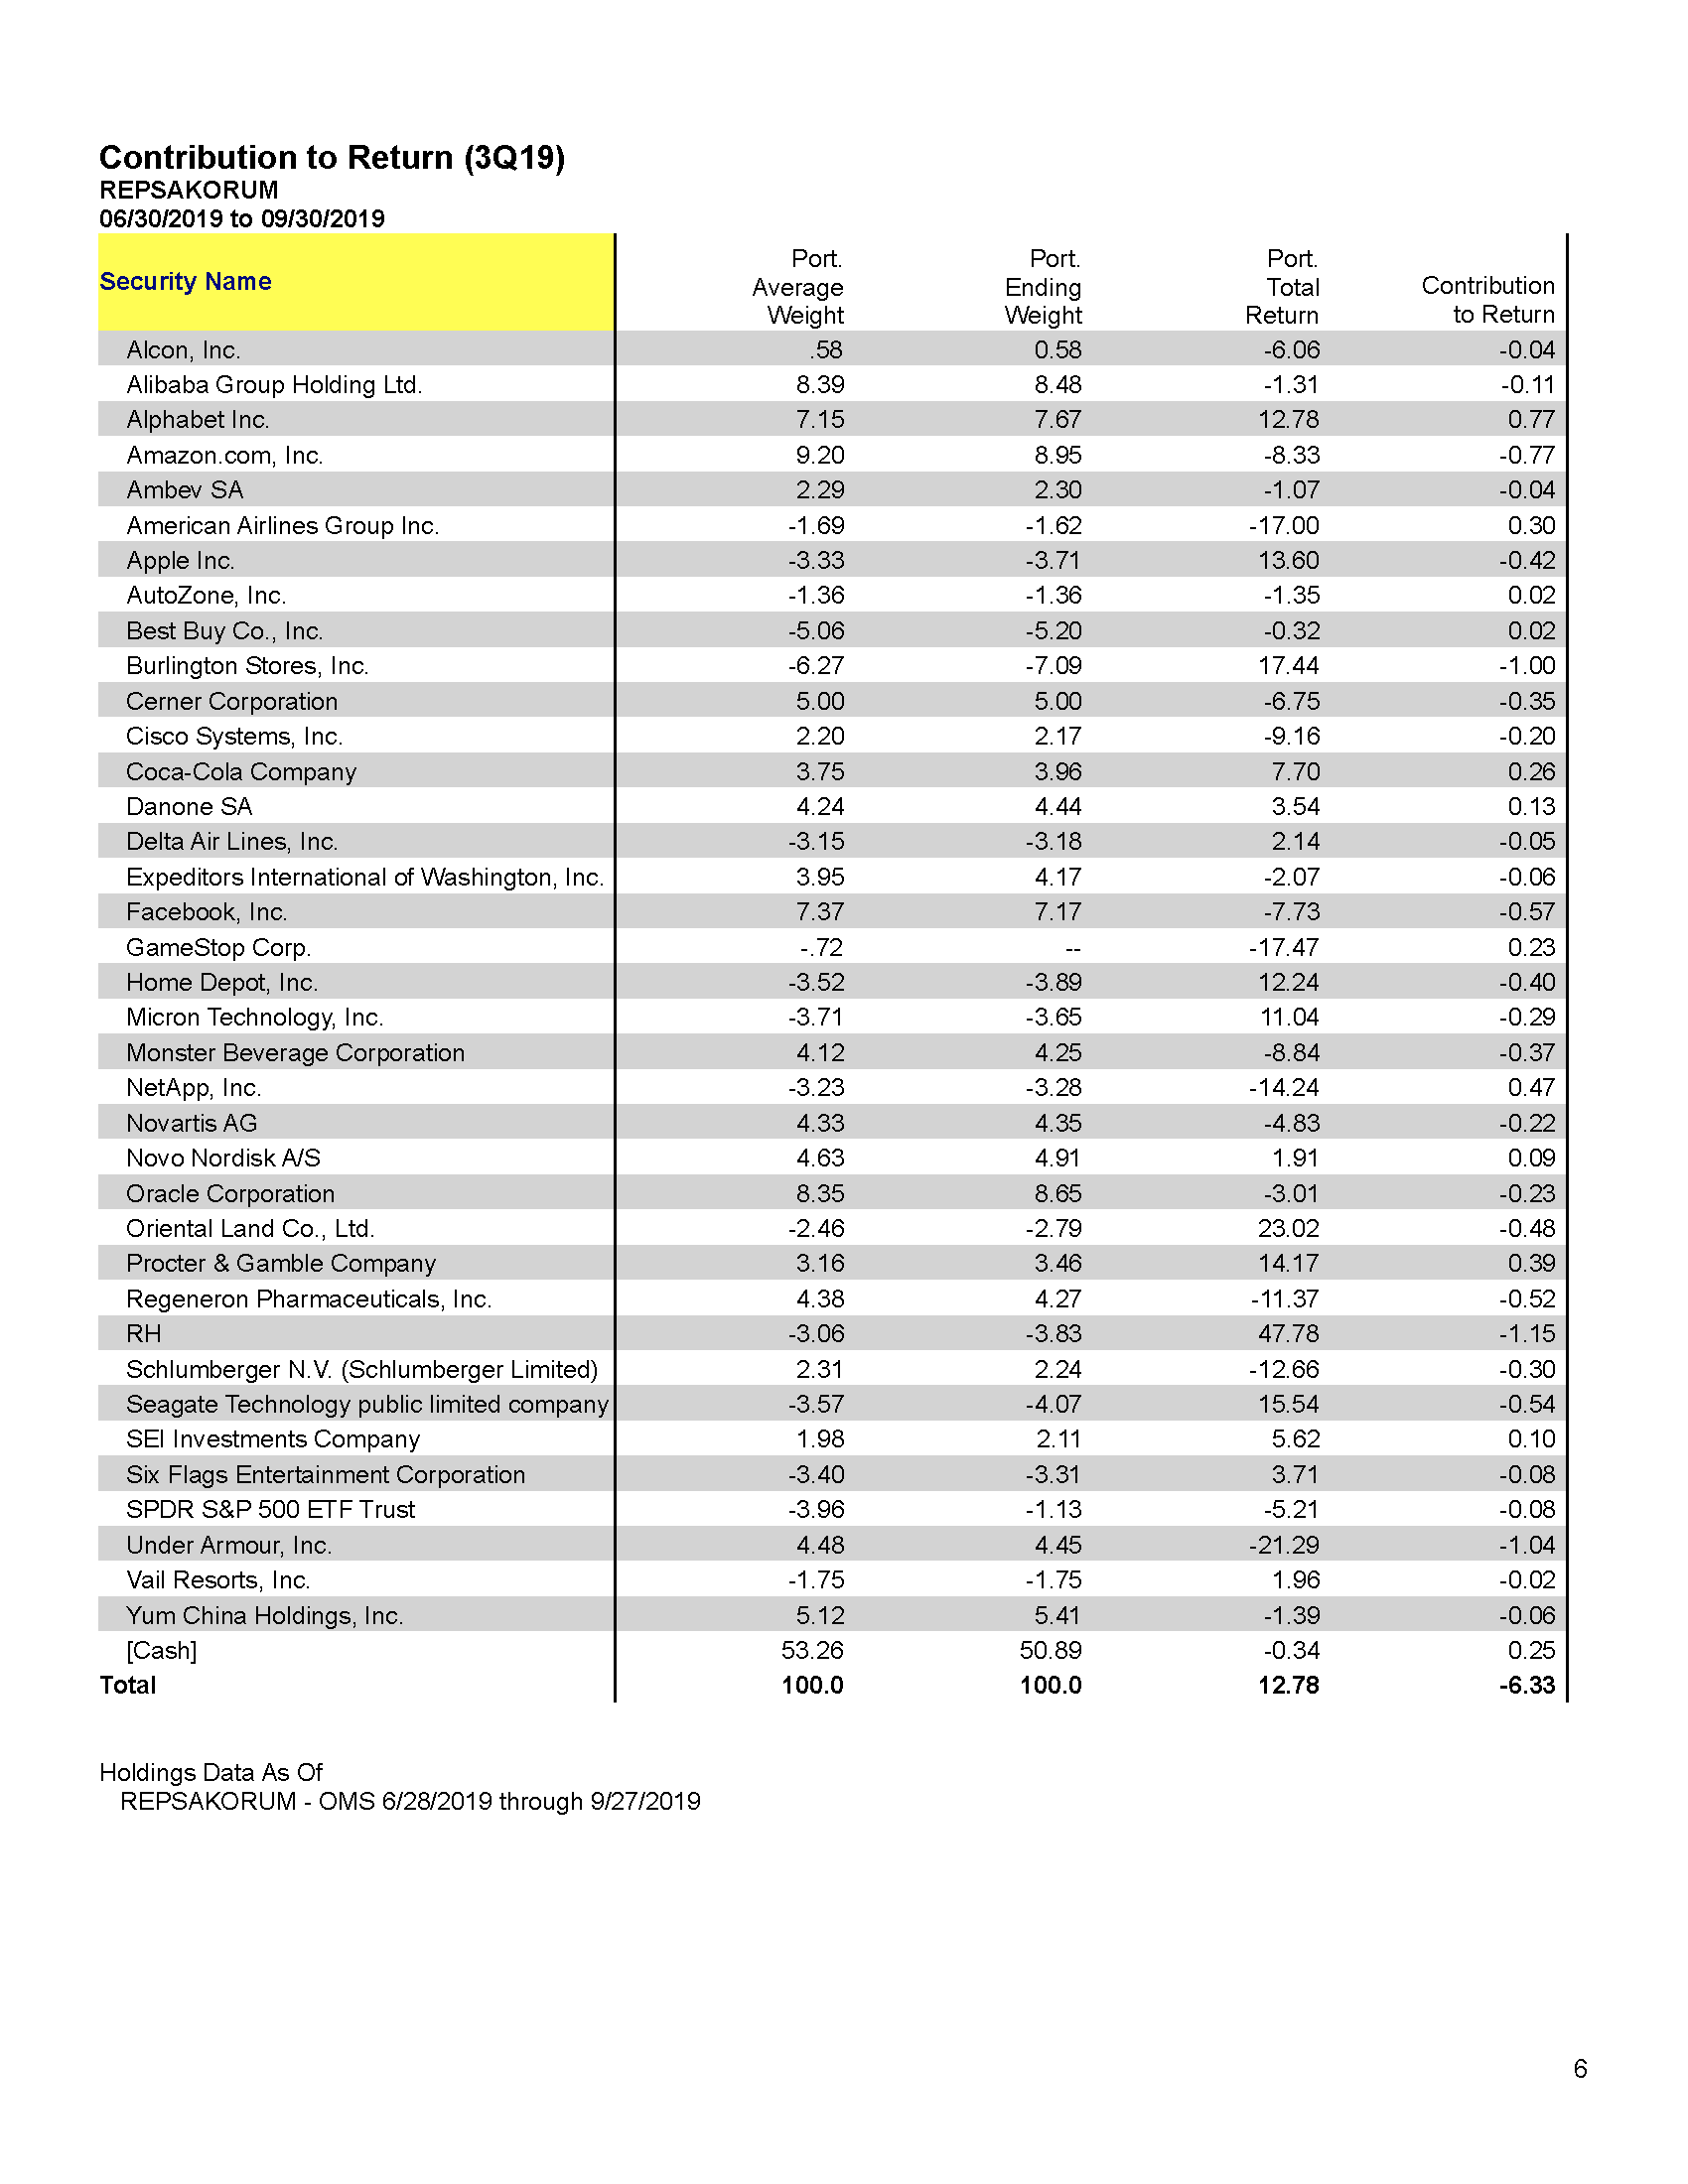 Contribution to Return (3Q19)
REPSAKORUM
06/30/2019 to 09/30/2019
Security Name Port. Average Weight Port. Ending Weight Port. Total Return Contribution to Return
Alcon, Inc. .58 0.58 -6.06 -0.04
Alibaba Group Holding Ltd. 8.39 8.48 -1.31 -0.11
Alphabet Inc. 7.15 7.67 12.78 0.77
Amazon.com, Inc. 9.20 8.95 -8.33 -0.77
Ambev SA 2.29 2.30 -1.07 -0.04
American Airlines Group Inc. -1.69 -1.62 -17.00 0.30
Apple Inc. -3.33 -3.71 13.60 -0.42
AutoZone, Inc. -1.36 -1.36 -1.35 0.02
Best Buy Co., Inc. -5.06 -5.20 -0.32 0.02
Burlington Stores, Inc. -6.27 -7.09 17.44 -1.00
Cerner Corporation 5.00 5.00 -6.75 -0.35
Cisco Systems, Inc. 2.20 2.17 -9.16 -0.20
Coca-Cola Company 3.75 3.96 7.70 0.26
Danone SA 4.24 4.44 3.54 0.13
Delta Air Lines, Inc. -3.15 -3.18 2.14 -0.05
Expeditors International of Washington, Inc. 3.95 4.17 -2.07 -0.06
Facebook, Inc. 7.37 7.17 -7.73 -0.57
GameStop Corp. -.72 -- -17.47 0.23
Home Depot, Inc. -3.52 -3.89 12.24 -0.40
Micron Technology, Inc. -3.71 -3.65 11.04 -0.29
Monster Beverage Corporation 4.12 4.25 -8.84 -0.37
NetApp, Inc. -3.23 -3.28 -14.24 0.47
Novartis AG 4.33 4.35 -4.83 -0.22
Novo Nordisk A/S 4.63 4.91 1.91 0.09
Oracle Corporation 8.35 8.65 -3.01 -0.23
Oriental Land Co., Ltd. -2.46 -2.79 23.02 -0.48
Procter & Gamble Company 3.16 3.46 14.17 0.39
Regeneron Pharmaceuticals, Inc. 4.38 4.27 -11.37 -0.52
RH -3.06 -3.83 47.78 -1.15
Schlumberger N.V. (Schlumberger Limited) 2.31 2.24 -12.66 -0.30
Seagate Technology public limited company -3.57 -4.07 15.54 -0.54
SEI Investments Company 1.98 2.11 5.62 0.10
Six Flags Entertainment Corporation -3.40 -3.31 3.71 -0.08
SPDR S&P 500 ETF Trust -3.96 -1.13 -5.21 -0.08
Under Armour, Inc. 4.48 4.45 -21.29 -1.04
Vail Resorts, Inc. -1.75 -1.75 1.96 -0.02
Yum China Holdings, Inc. 5.12 5.41 -1.39 -0.06
[Cash] 53.26 50.89 -0.34 0.25
Total 100.0 100.0 12.78 -6.33
Holdings Data As Of
REPSAKORUM - OMS 6/28/2019 through 9/27/2019
6